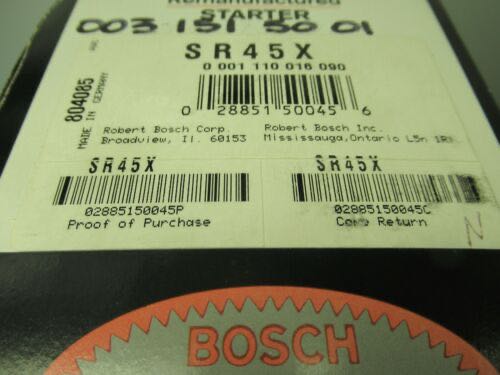 Remanufactured
STARTER
003 151 50 01
SR45X
0 001 110 016 090
804085
MADE IN GERMANY
0 28851 50045 6
Robert Bosch Corp. Robert Bosch Inc.
Broadview, Il. 60153 Mississauga,Ontario L5n
SR45X SR45X
02885150045P 02885150045C
Proof of Purchase Core Return
BOSCH